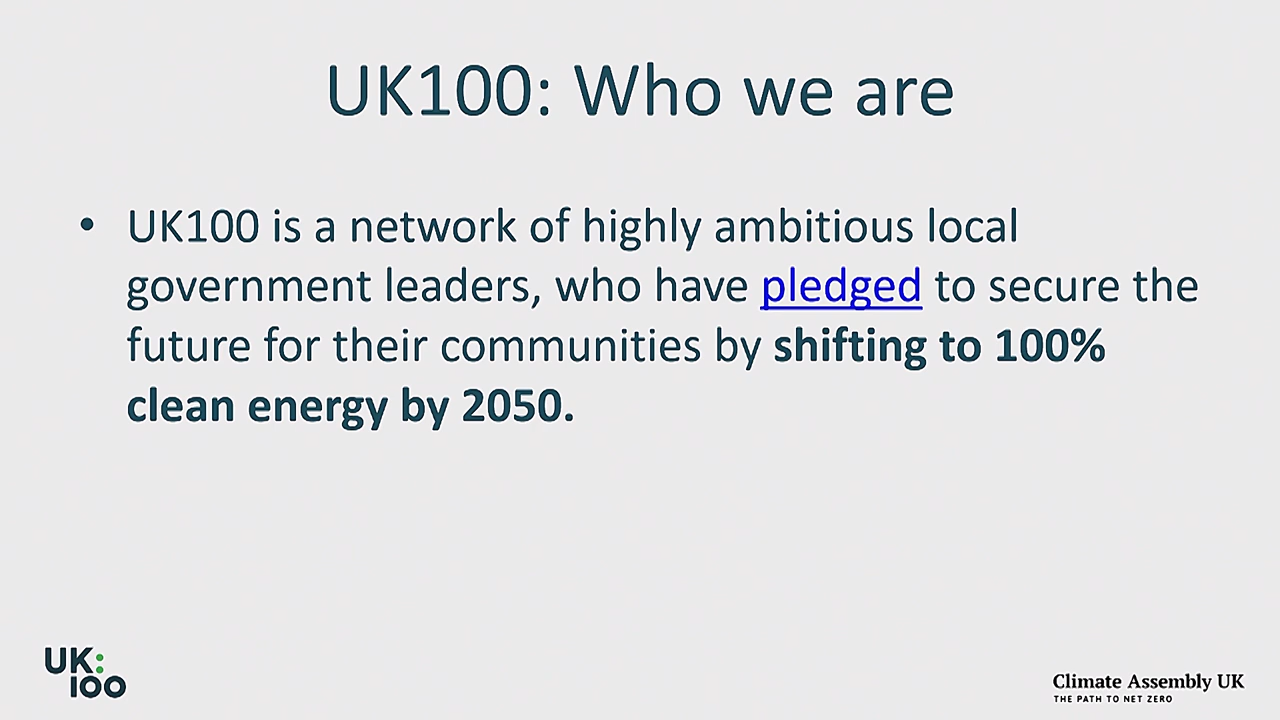 UK100: Who we are
• UK100 is a network of highly ambitious local
government leaders, who have pledged to secure the
future for their communities by shifting to 100%
clean energy by 2050.
UK:
100
Climate Assembly UK
THE PATH TO NET ZERO